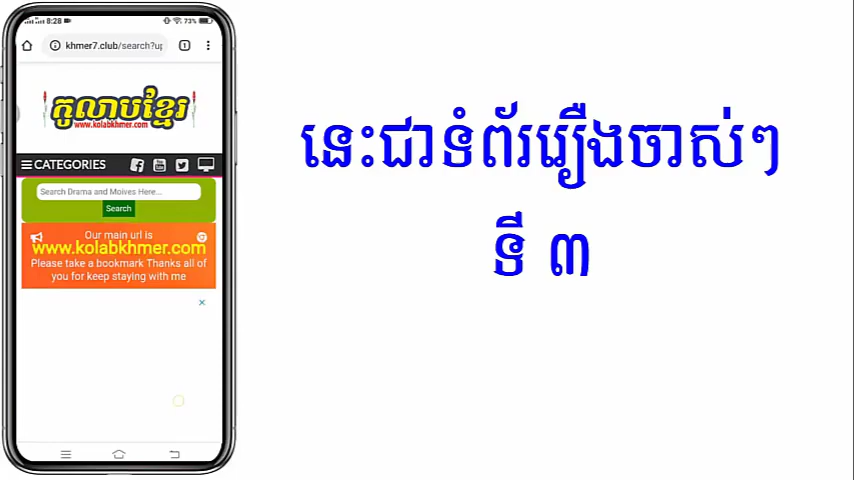 8:28
73%
khmer7.club/search?up
1
កូលាបខ្មែរ
www.kolabkhmer.com
CATEGORIES
Search Drama and Moives Here...
Search
Our main url is
www.kolabkhmer.com
Please take a bookmark Thanks all of
you for keep staying with me
នេះជាទំព័ររឿងចាស់ៗ
ទី ៣